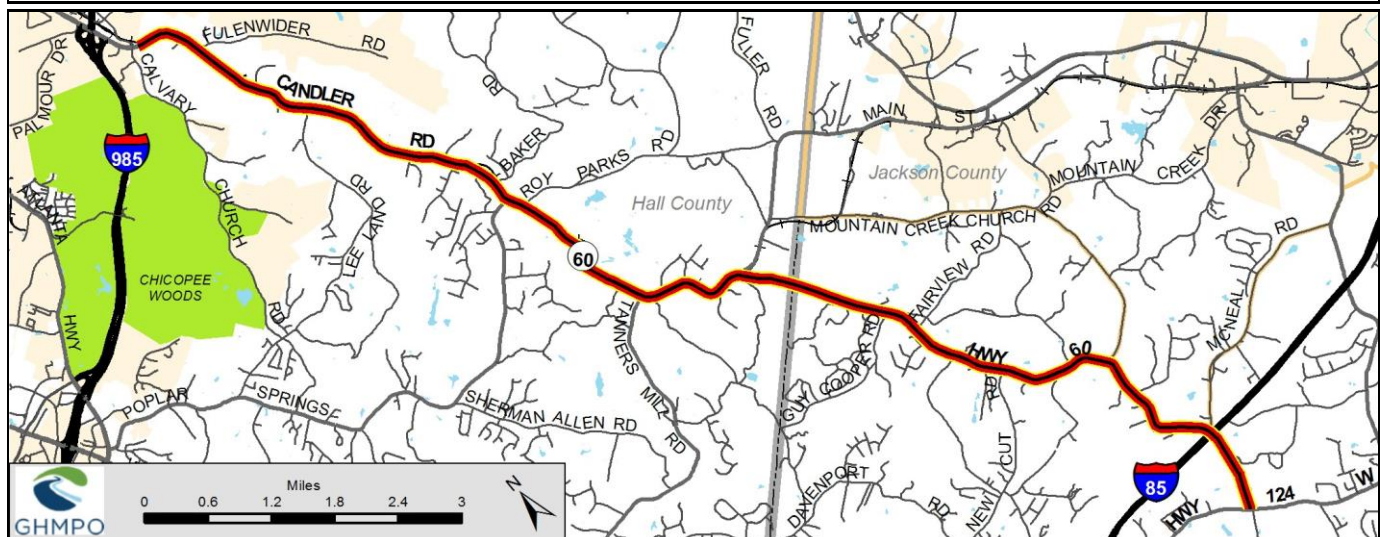 FULENWIDER RD
PALMOUR DR
CALVARY CHURCH RD
985
CANDLER RD
LEE LAND RD
BAKER RD
ROY PARKS RD
FULLER RD
MAIN ST
Hall County
Jackson County
MOUNTAIN CREEK DR
MOUNTAIN CREEK CHURCH RD
FAIRVIEW RD
MCNEAL RD
ATLANTA HWY
CHICOPEE
WOODS
60
TANNERS MILL RD
GUY COOPER RD
HWY 60
POPLAR SPRINGS
SHERMAN ALLEN RD
DAVENPORT RD
NEW CUT RD
85
HWY 124 W
GHMPO
Miles
0 0.6 1.2 1.8 2.4 3
N